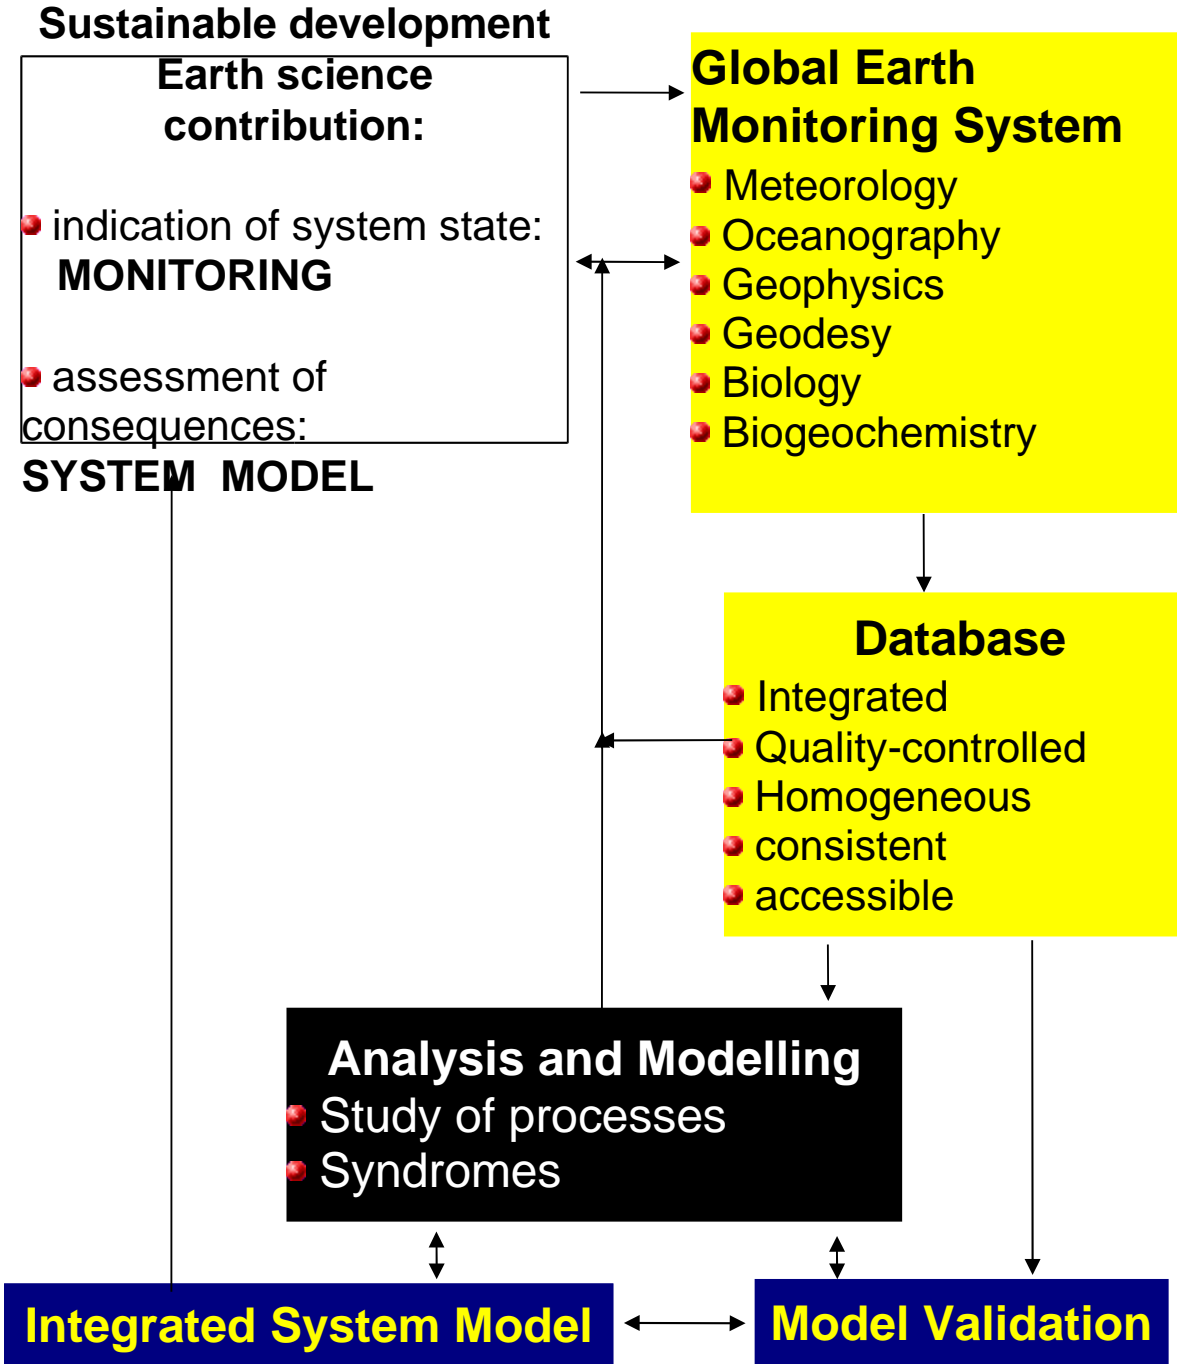 Sustainable development
Earth science
contribution:
indication of system state:
MONITORING
assessment of
consequences:
SYSTEM MODEL
Global Earth
Monitoring System
Meteorology
Oceanography
Geophysics
Geodesy
Biology
Biogeochemistry
Database
Integrated
Quality-controlled
Homogeneous
consistent
accessible
Analysis and Modelling
Study of processes
Syndromes
Integrated System Model
Model Validation